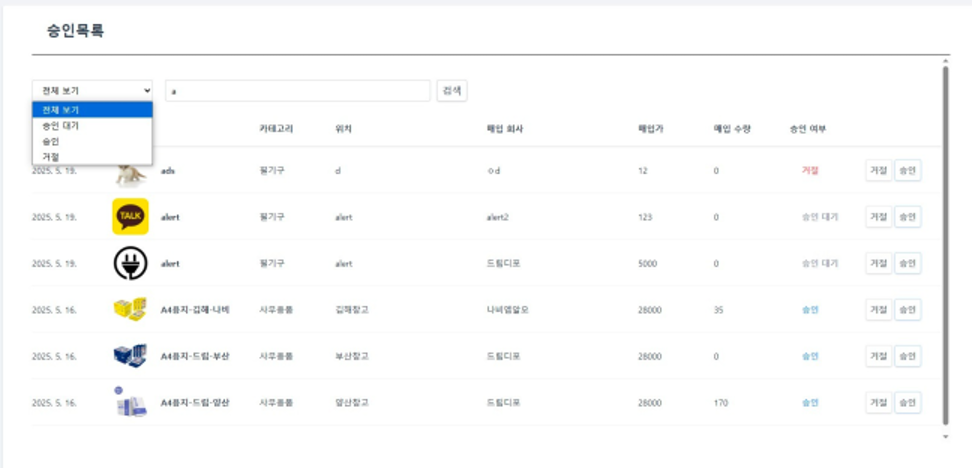 승인목록
전체 보기 a 검색
전체 보기
승인 대기
승인
거절
카테고리 위치 매입 회사 매입가 매입 수량 승인 여부
2025. 5. 19. ads 필기구 d ㅇd 12 0 거절 거절 승인
2025. 5. 19. TALK alert 필기구 alert alert2 123 0 승인 대기 거절 승인
2025. 5. 19. alert 필기구 alert 드림디포 5000 0 승인 대기 거절 승인
2025. 5. 16. A4용지-김해-나비 사무용품 김해창고 나비엠알오 28000 35 승인 거절 승인
2025. 5. 16. A4용지-드림-부산 사무용품 부산창고 드림디포 28000 0 승인 거절 승인
2025. 5. 16. A4용지-드림-양산 사무용품 양산창고 드림디포 28000 170 승인 거절 승인